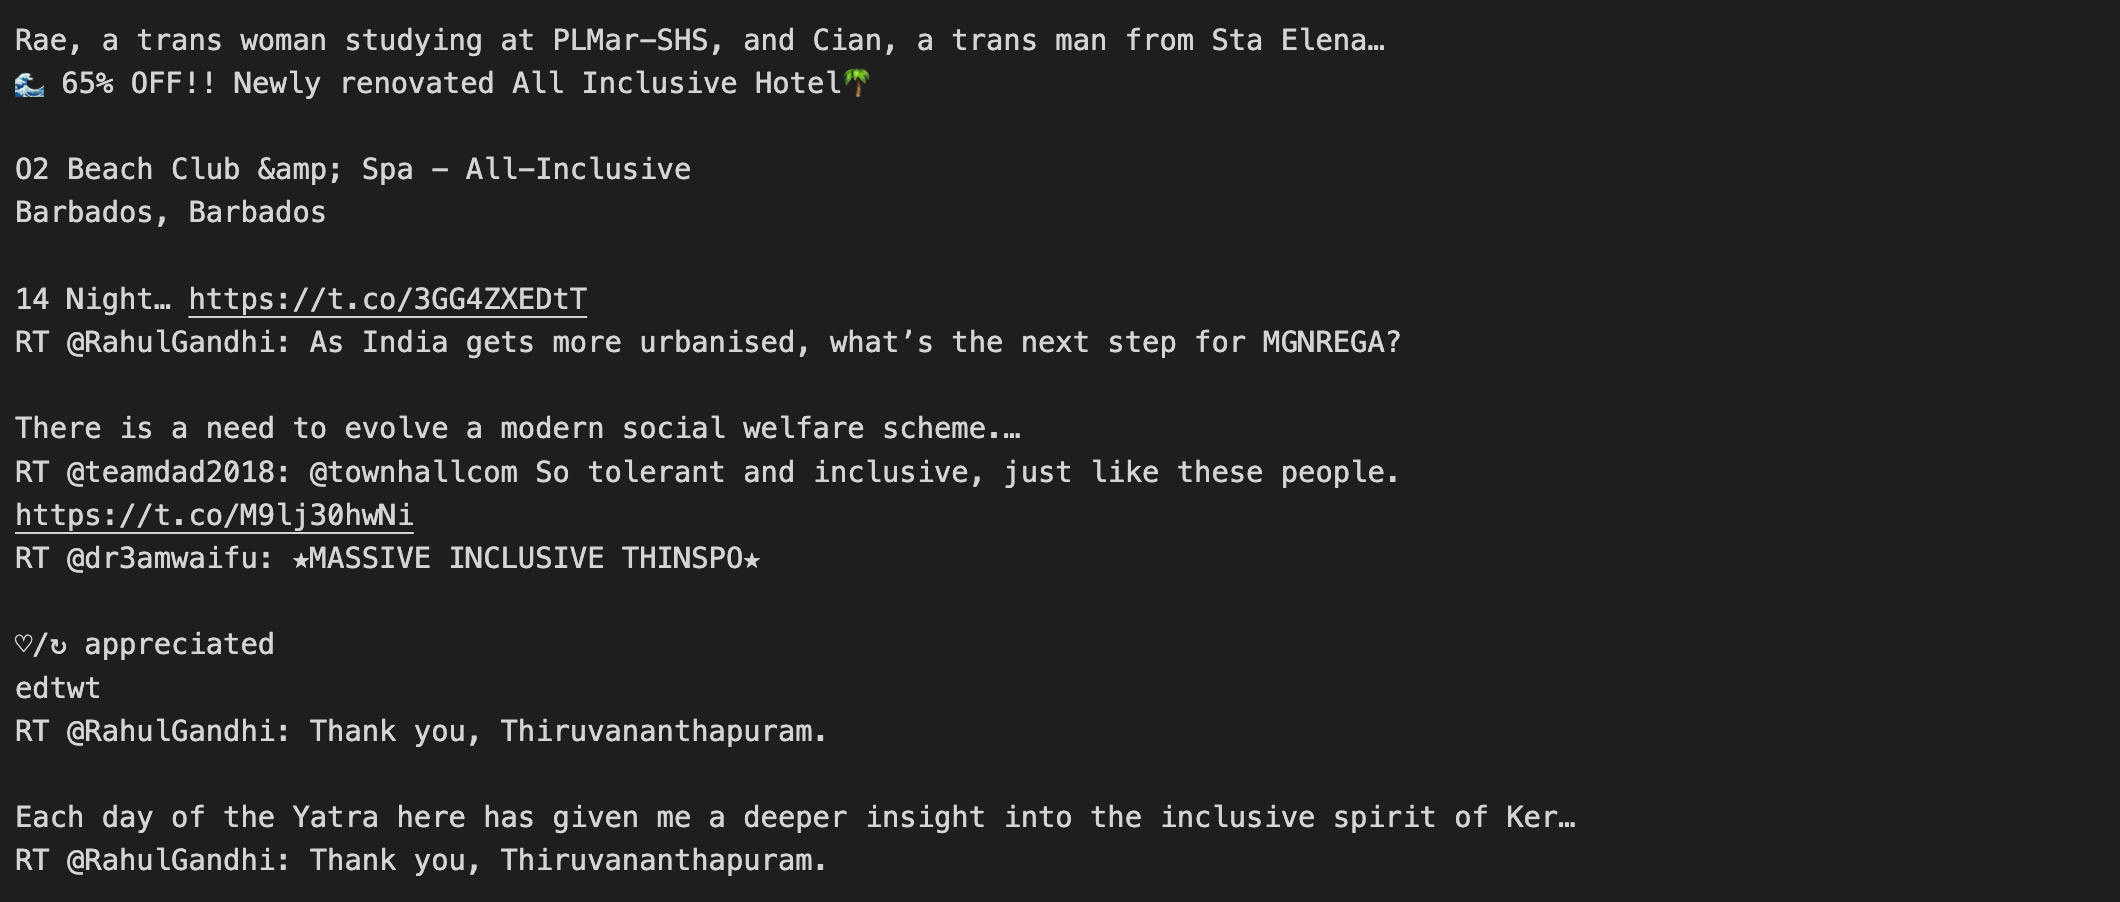 Rae, a trans woman studying at PLMar-SHS, and Cian, a trans man from Sta Elena…
🌊 65% OFF!! Newly renovated All Inclusive Hotel🌴
O2 Beach Club &amp; Spa - All-Inclusive
Barbados, Barbados
14 Night… https://t.co/3GG4ZXEDtT
RT @RahulGandhi: As India gets more urbanised, what’s the next step for MGNREGA?
There is a need to evolve a modern social welfare scheme.…
RT @teamdad2018: @townhallcom So tolerant and inclusive, just like these people.
https://t.co/M9lj30hwNi
RT @dr3amwaifu: ★MASSIVE INCLUSIVE THINSPO★
♡/↻ appreciated
edtwt
RT @RahulGandhi: Thank you, Thiruvananthapuram.
Each day of the Yatra here has given me a deeper insight into the inclusive spirit of Ker…
RT @RahulGandhi: Thank you, Thiruvananthapuram.